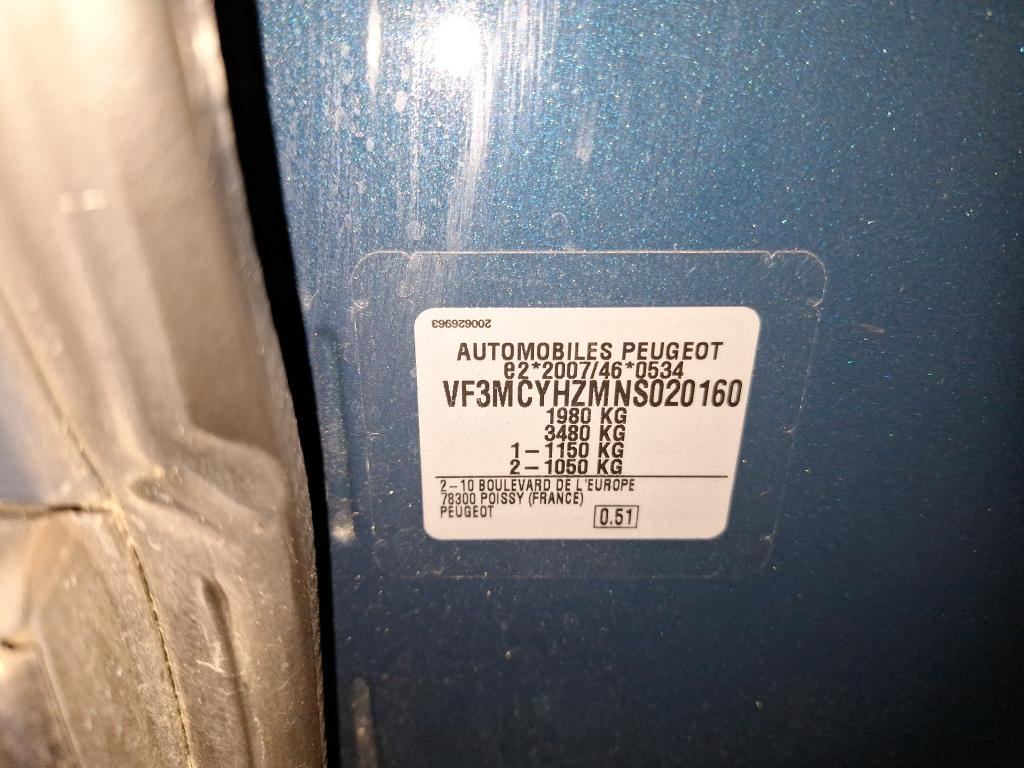 200626963
AUTOMOBILES PEUGEOT
e2*2007/46*0534
VF3MCYHZMNS020160
1980 KG
3480 KG
1-1150 KG
2-1050 KG
2-10 BOULEVARD DE L'EUROPE
78300 POISSY (FRANCE)
PEUGEOT
0.51